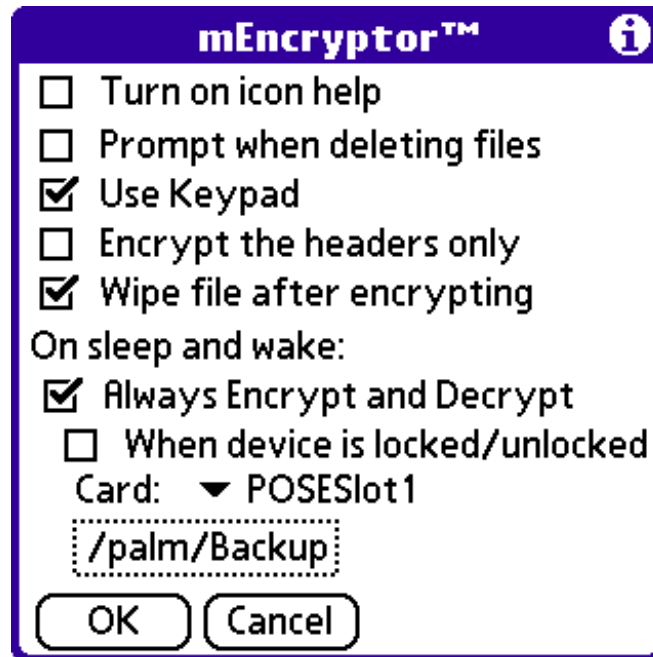 mEncryptor™
Turn on icon help
Prompt when deleting files
Use Keypad
Encrypt the headers only
Wipe file after encrypting
On sleep and wake:
Always Encrypt and Decrypt
When device is locked/unlocked
Card: POSESlot1
/palm/Backup
OK Cancel